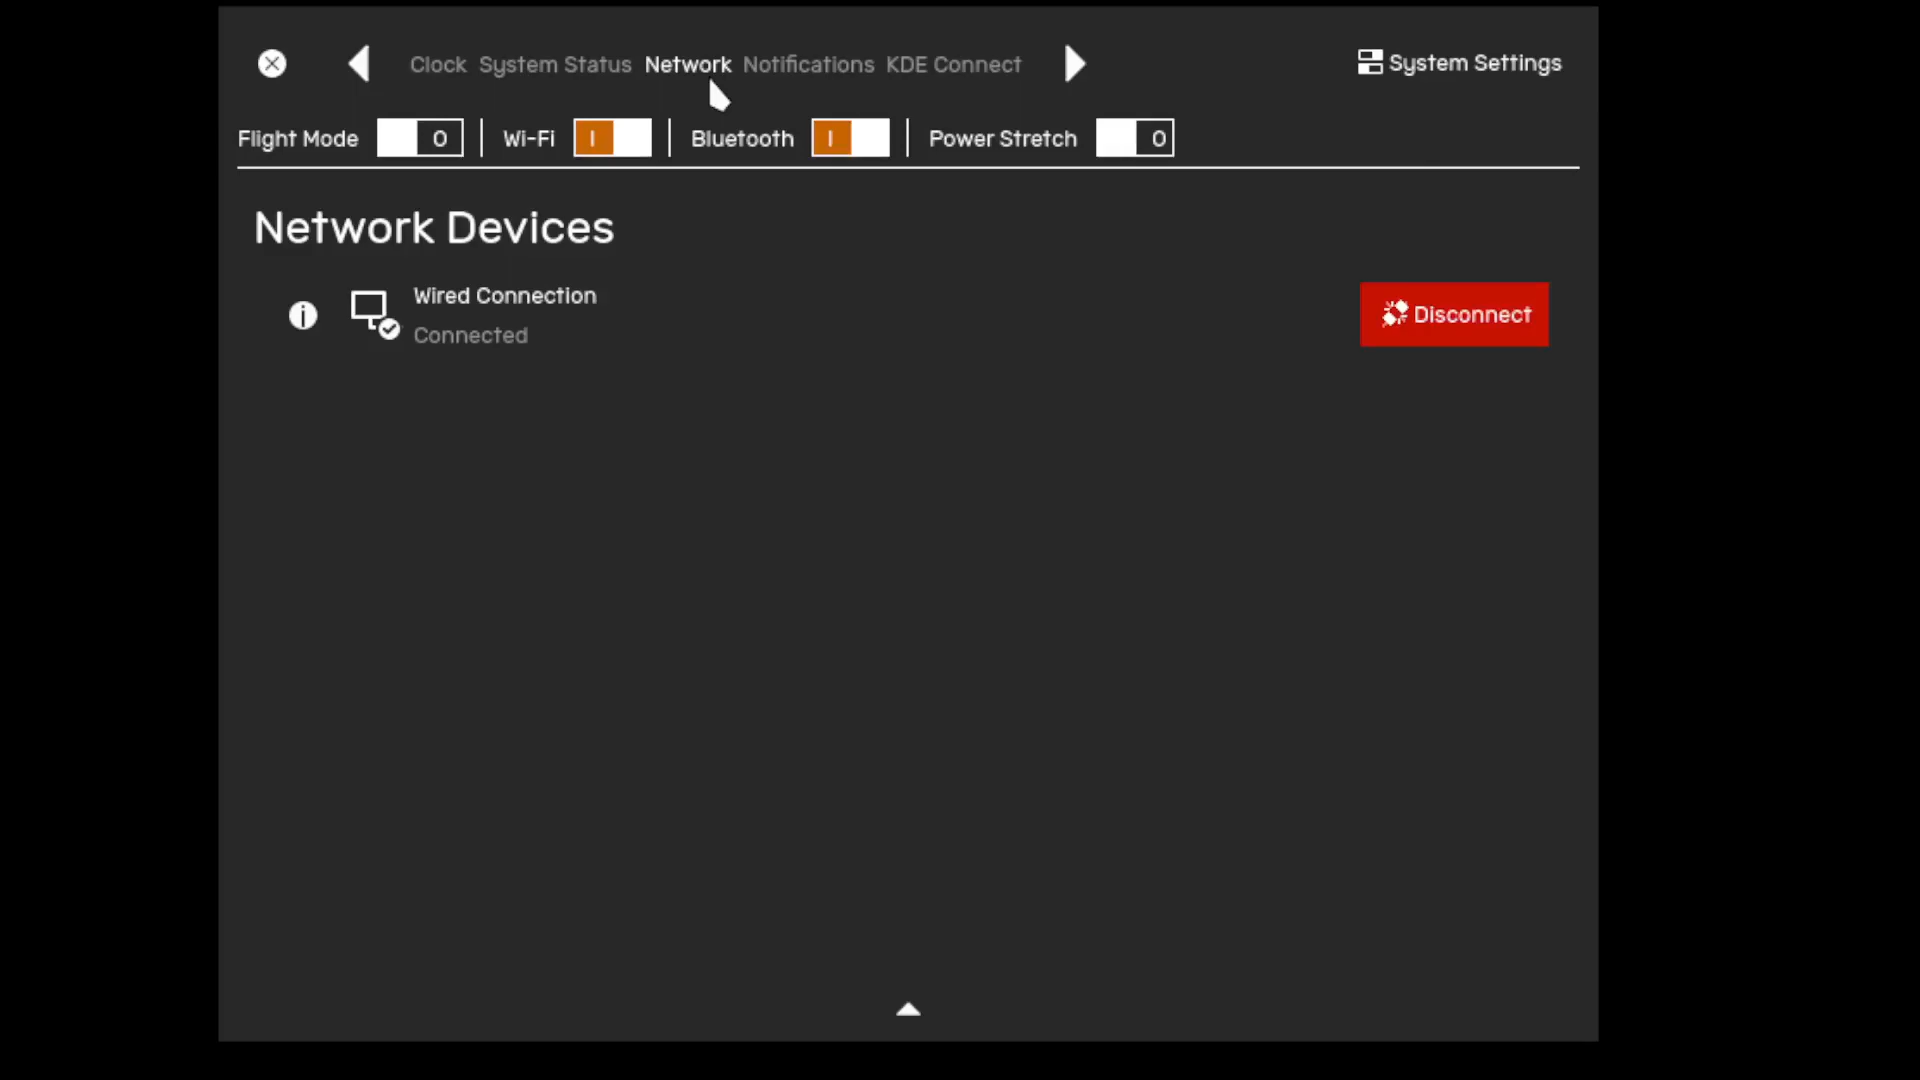 Clock System Status Network Notifications KDE Connect System Settings
Flight Mode O Wi-Fi I Bluetooth I Power Stretch O
Network Devices
Wired Connection
Connected
Disconnect